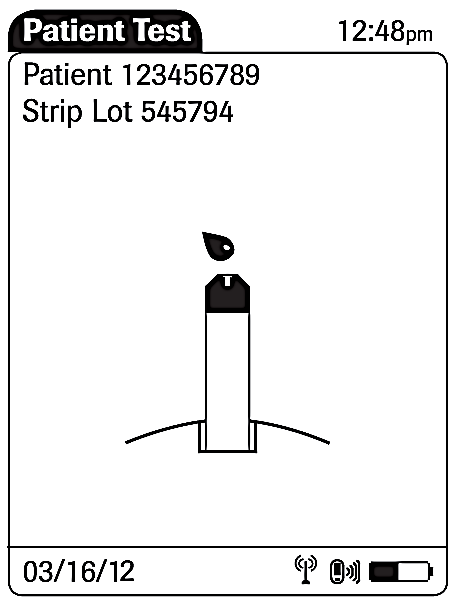 Patient Test
12:48pm
Patient 123456789
Strip Lot 545794
03/16/12